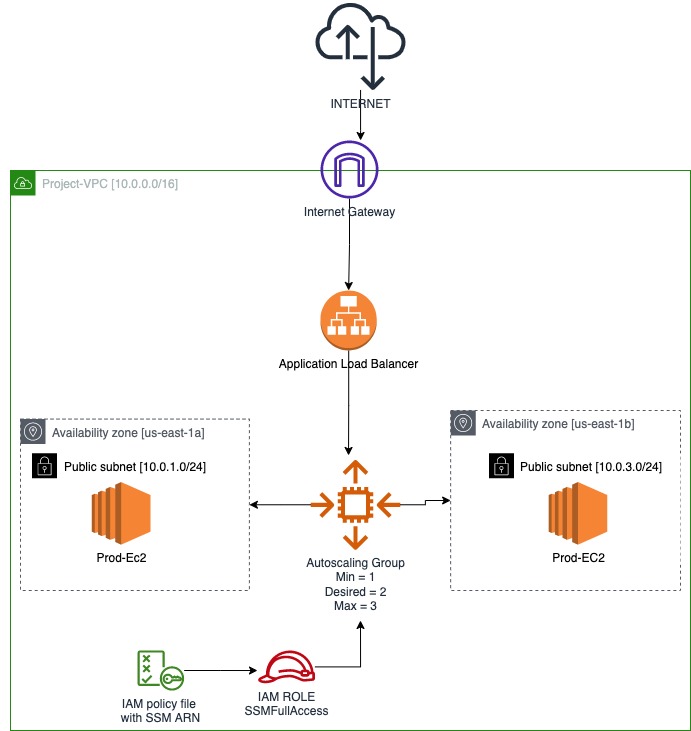 INTERNET
Project-VPC [10.0.0.0/16]
Internet Gateway
Application Load Balancer
Availability zone [us-east-1a]
Public subnet [10.0.1.0/24]
Prod-Ec2
Availability zone [us-east-1b]
Public subnet [10.0.3.0/24]
Prod-EC2
Autoscaling Group
Min = 1
Desired = 2
Max = 3
IAM policy file
with SSM ARN
IAM ROLE
SSMFullAccess